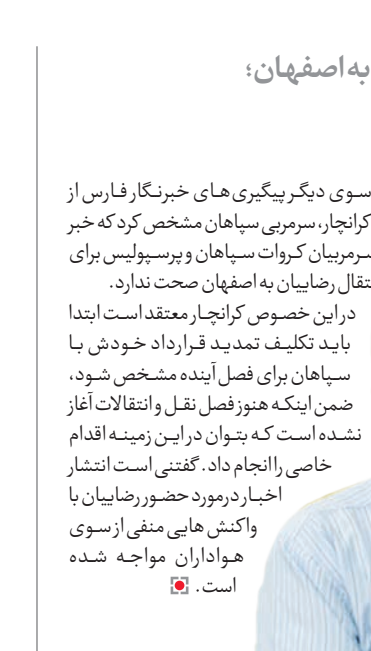 به اصفهان؛
سوی دیگر پیگیری‌های خبرنگار فارس از
کرانچار، سرمربی سپاهان مشخص کرد که خبر
سرمربیان کروات سپاهان و پرسپولیس برای
نتقال رضاییان به اصفهان صحت ندارد.
در این خصوص کرانچار معتقد است ابتدا
باید تکلیف تمدید قرارداد خودش با
سپاهان برای فصل آینده مشخص شود،
ضمن اینکه هنوز فصل نقل و انتقالات آغاز
نشده است که بتوان در این زمینه اقدام
خاصی را انجام داد. گفتنی است انتشار
اخبار درمورد حضور رضاییان با
واکنش‌هایی منفی از سوی
هواداران مواجه شده
است.